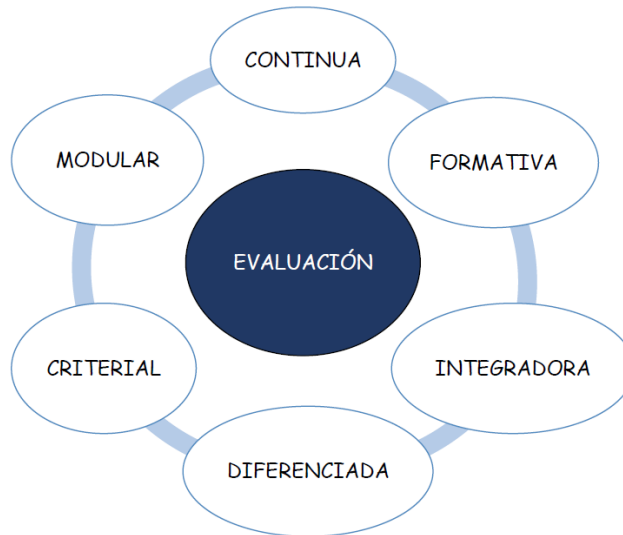 CONTINUA
MODULAR
FORMATIVA
EVALUACIÓN
CRITERIAL
INTEGRADORA
DIFERENCIADA